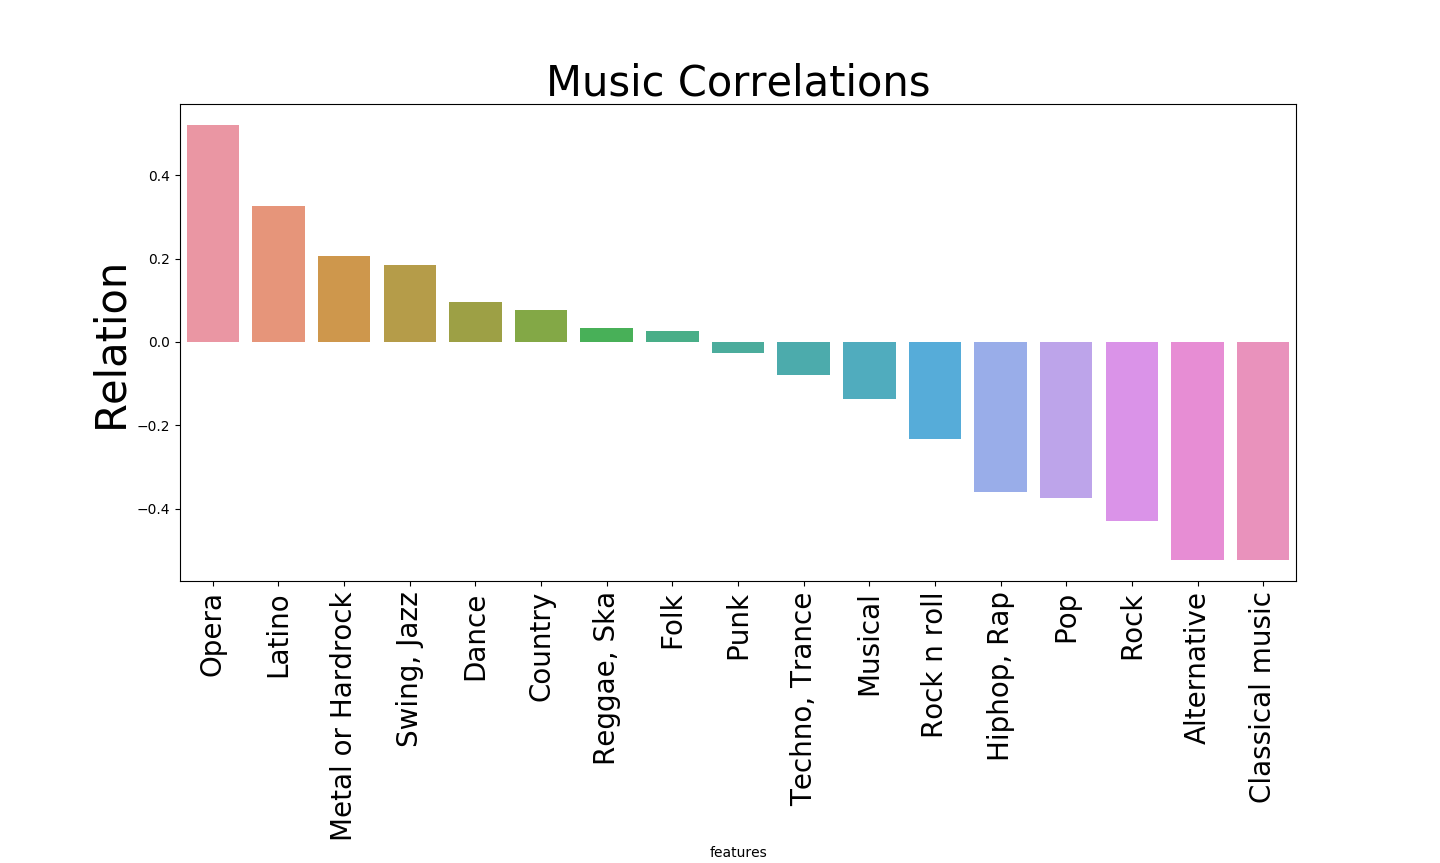 Music Correlations
Relation
0.4
0.2
0.0
−0.2
−0.4
Opera
Latino
Metal or Hardrock
Swing, Jazz
Dance
Country
Reggae, Ska
Folk
Punk
Techno, Trance
Musical
Rock n roll
Hiphop, Rap
Pop
Rock
Alternative
Classical music
features